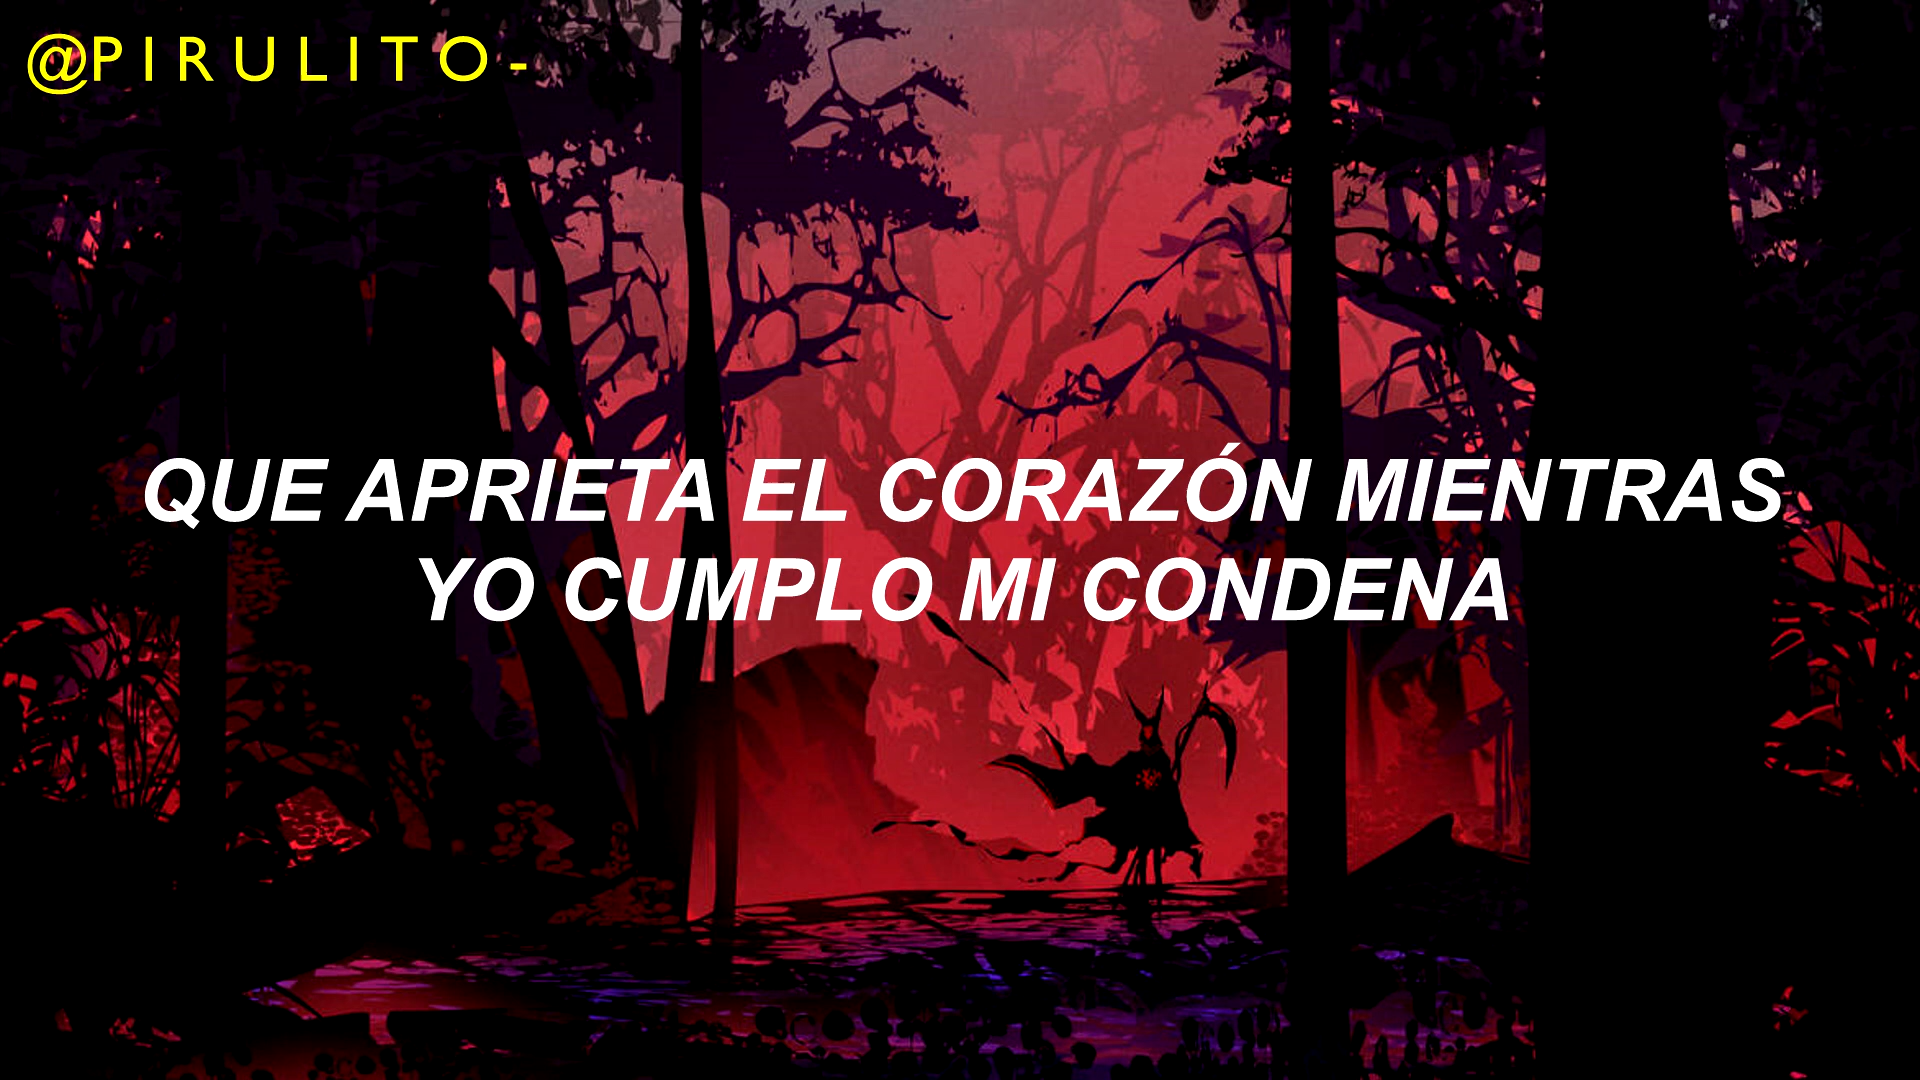 @PIRULITO-
QUE APRIETA EL CORAZÓN MIENTRAS
YO CUMPLO MI CONDENA